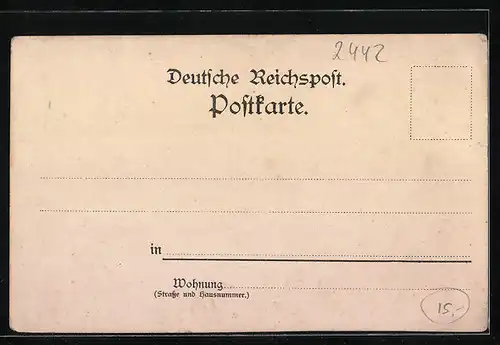 2442
Deutſche Reichspoſt.
Poſtkarte.
in
Wohnung
(Straße und Hausnummer.)
15,-